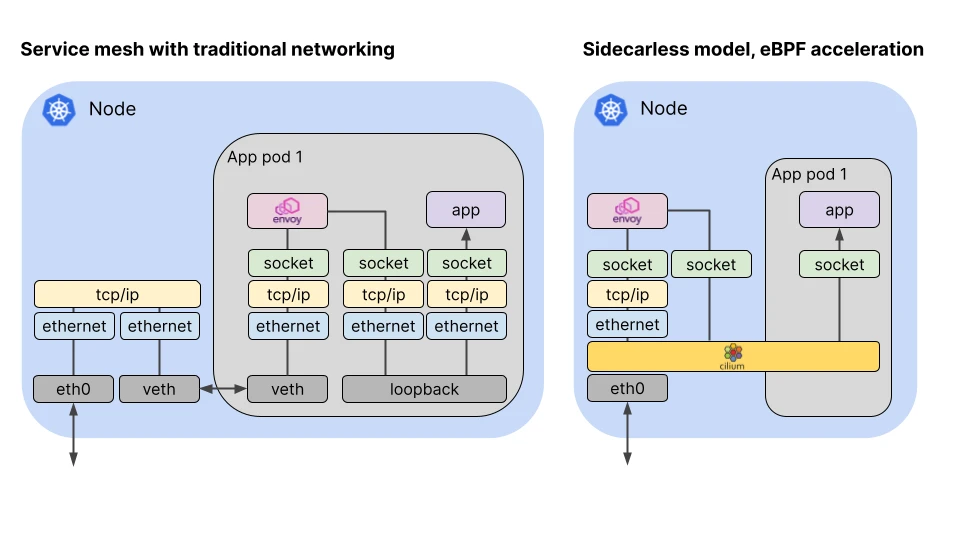 Service mesh with traditional networking
Node
App pod 1
envoy
app
socket
socket
socket
tcp/ip
tcp/ip
tcp/ip
tcp/ip
ethernet
ethernet
ethernet
ethernet
ethernet
eth0
veth
veth
loopback
Sidecarless model, eBPF acceleration
Node
App pod 1
envoy
app
socket
socket
socket
tcp/ip
ethernet
cilium
eth0